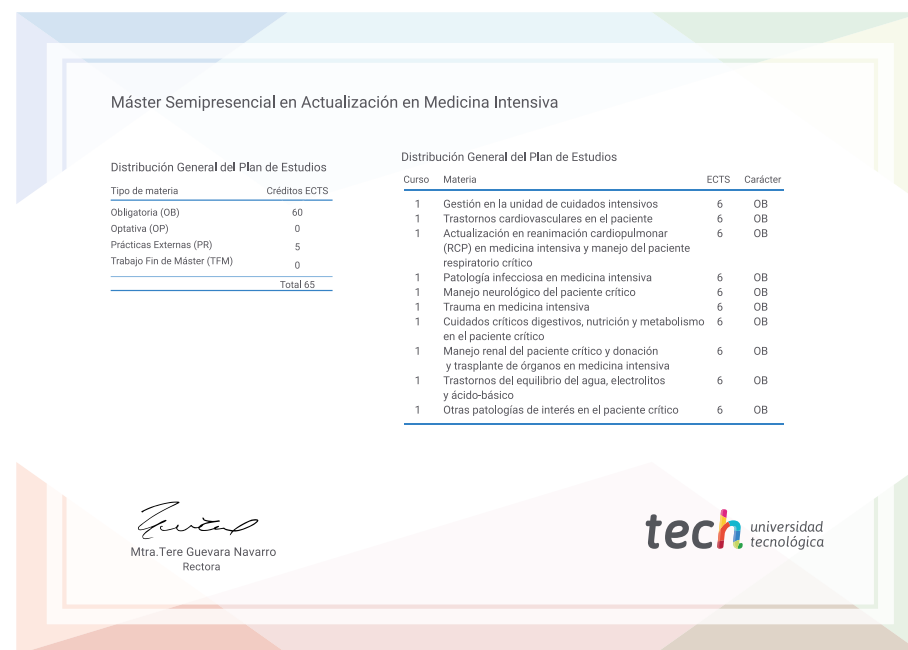 Máster Semipresencial en Actualización en Medicina Intensiva
Distribución General del Plan de Estudios
Tipo de materia Créditos ECTS
Obligatoria (OB) 60
Optativa (OP) 0
Prácticas Externas (PR) 5
Trabajo Fin de Máster (TFM) 0
Total 65
Distribución General del Plan de Estudios
Curso Materia ECTS Carácter
1 Gestión en la unidad de cuidados intensivos 6 OB
1 Trastornos cardiovasculares en el paciente 6 OB
1 Actualización en reanimación cardiopulmonar 6 OB
(RCP) en medicina intensiva y manejo del paciente
respiratorio crítico
1 Patología infecciosa en medicina intensiva 6 OB
1 Manejo neurológico del paciente crítico 6 OB
1 Trauma en medicina intensiva 6 OB
1 Cuidados críticos digestivos, nutrición y metabolismo 6 OB
en el paciente crítico
1 Manejo renal del paciente crítico y donación 6 OB
y trasplante de órganos en medicina intensiva
1 Trastornos del equilibrio del agua, electrolitos 6 OB
y ácido-básico
1 Otras patologías de interés en el paciente crítico 6 OB
Mtra.Tere Guevara Navarro
Rectora
tech universidad
tecnológica